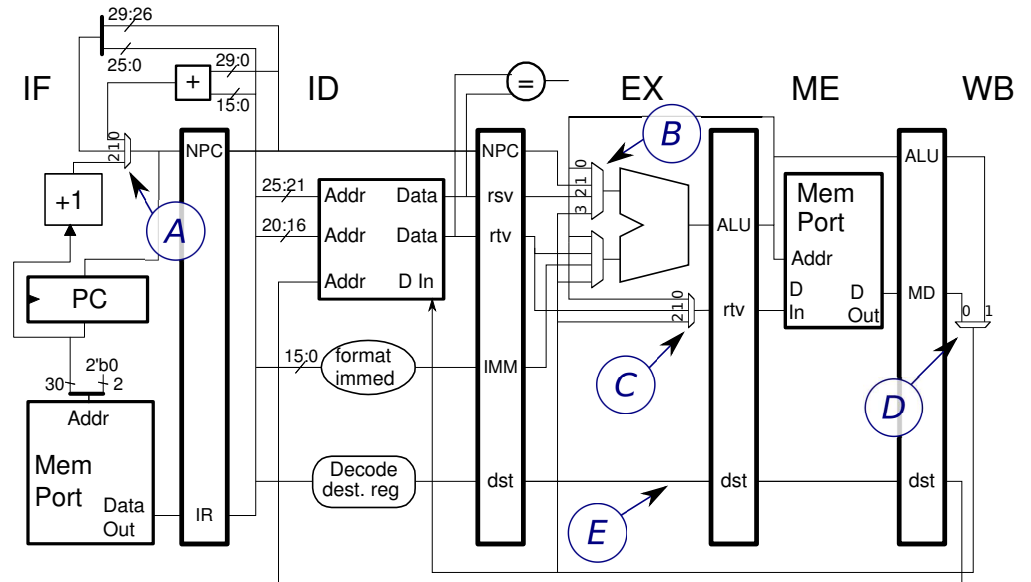 29:26
25:0
29:0
15:0
+
=
IF
ID
EX
ME
WB
2 1 0
+1
A
PC
30
2'b0
2
Addr
Mem
Port
Data
Out
NPC
IR
25:21
20:16
Addr
Data
Addr
Data
Addr
D In
15:0
format
immed
Decode
dest. reg
NPC
rsv
rtv
IMM
dst
0
1
2
3
B
2 1 0
C
E
ALU
rtv
dst
Mem
Port
Addr
D
In
D
Out
ALU
MD
dst
0
1
D